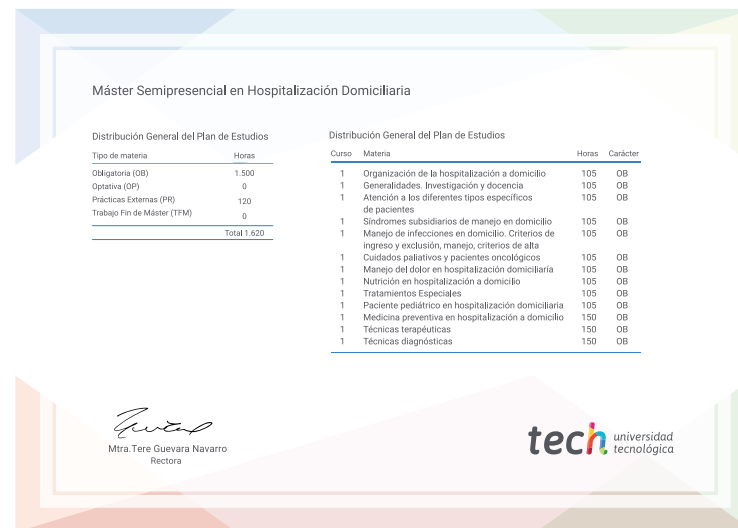 Máster Semipresencial en Hospitalización Domiciliaria
Distribución General del Plan de Estudios
Tipo de materia Horas
Obligatoria (OB) 1.500
Optativa (OP) 0
Prácticas Externas (PR) 120
Trabajo Fin de Máster (TFM) 0
Total 1.620
Distribución General del Plan de Estudios
Curso Materia Horas Carácter
1 Organización de la hospitalización a domicilio 105 OB
1 Generalidades. Investigación y docencia 105 OB
1 Atención a los diferentes tipos específicos 105 OB
de pacientes
1 Síndromes subsidiarios de manejo en domicilio 105 OB
1 Manejo de infecciones en domicilio. Criterios de 105 OB
ingreso y exclusión, manejo, criterios de alta
1 Cuidados paliativos y pacientes oncológicos 105 OB
1 Manejo del dolor en hospitalización domiciliaría 105 OB
1 Nutrición en hospitalización a domicilio 105 OB
1 Tratamientos Especiales 105 OB
1 Paciente pediátrico en hospitalización domiciliaria 105 OB
1 Medicina preventiva en hospitalización a domicilio 150 OB
1 Técnicas terapéuticas 150 OB
1 Técnicas diagnósticas 150 OB
Mtra.Tere Guevara Navarro
Rectora
tech universidad
tecnológica